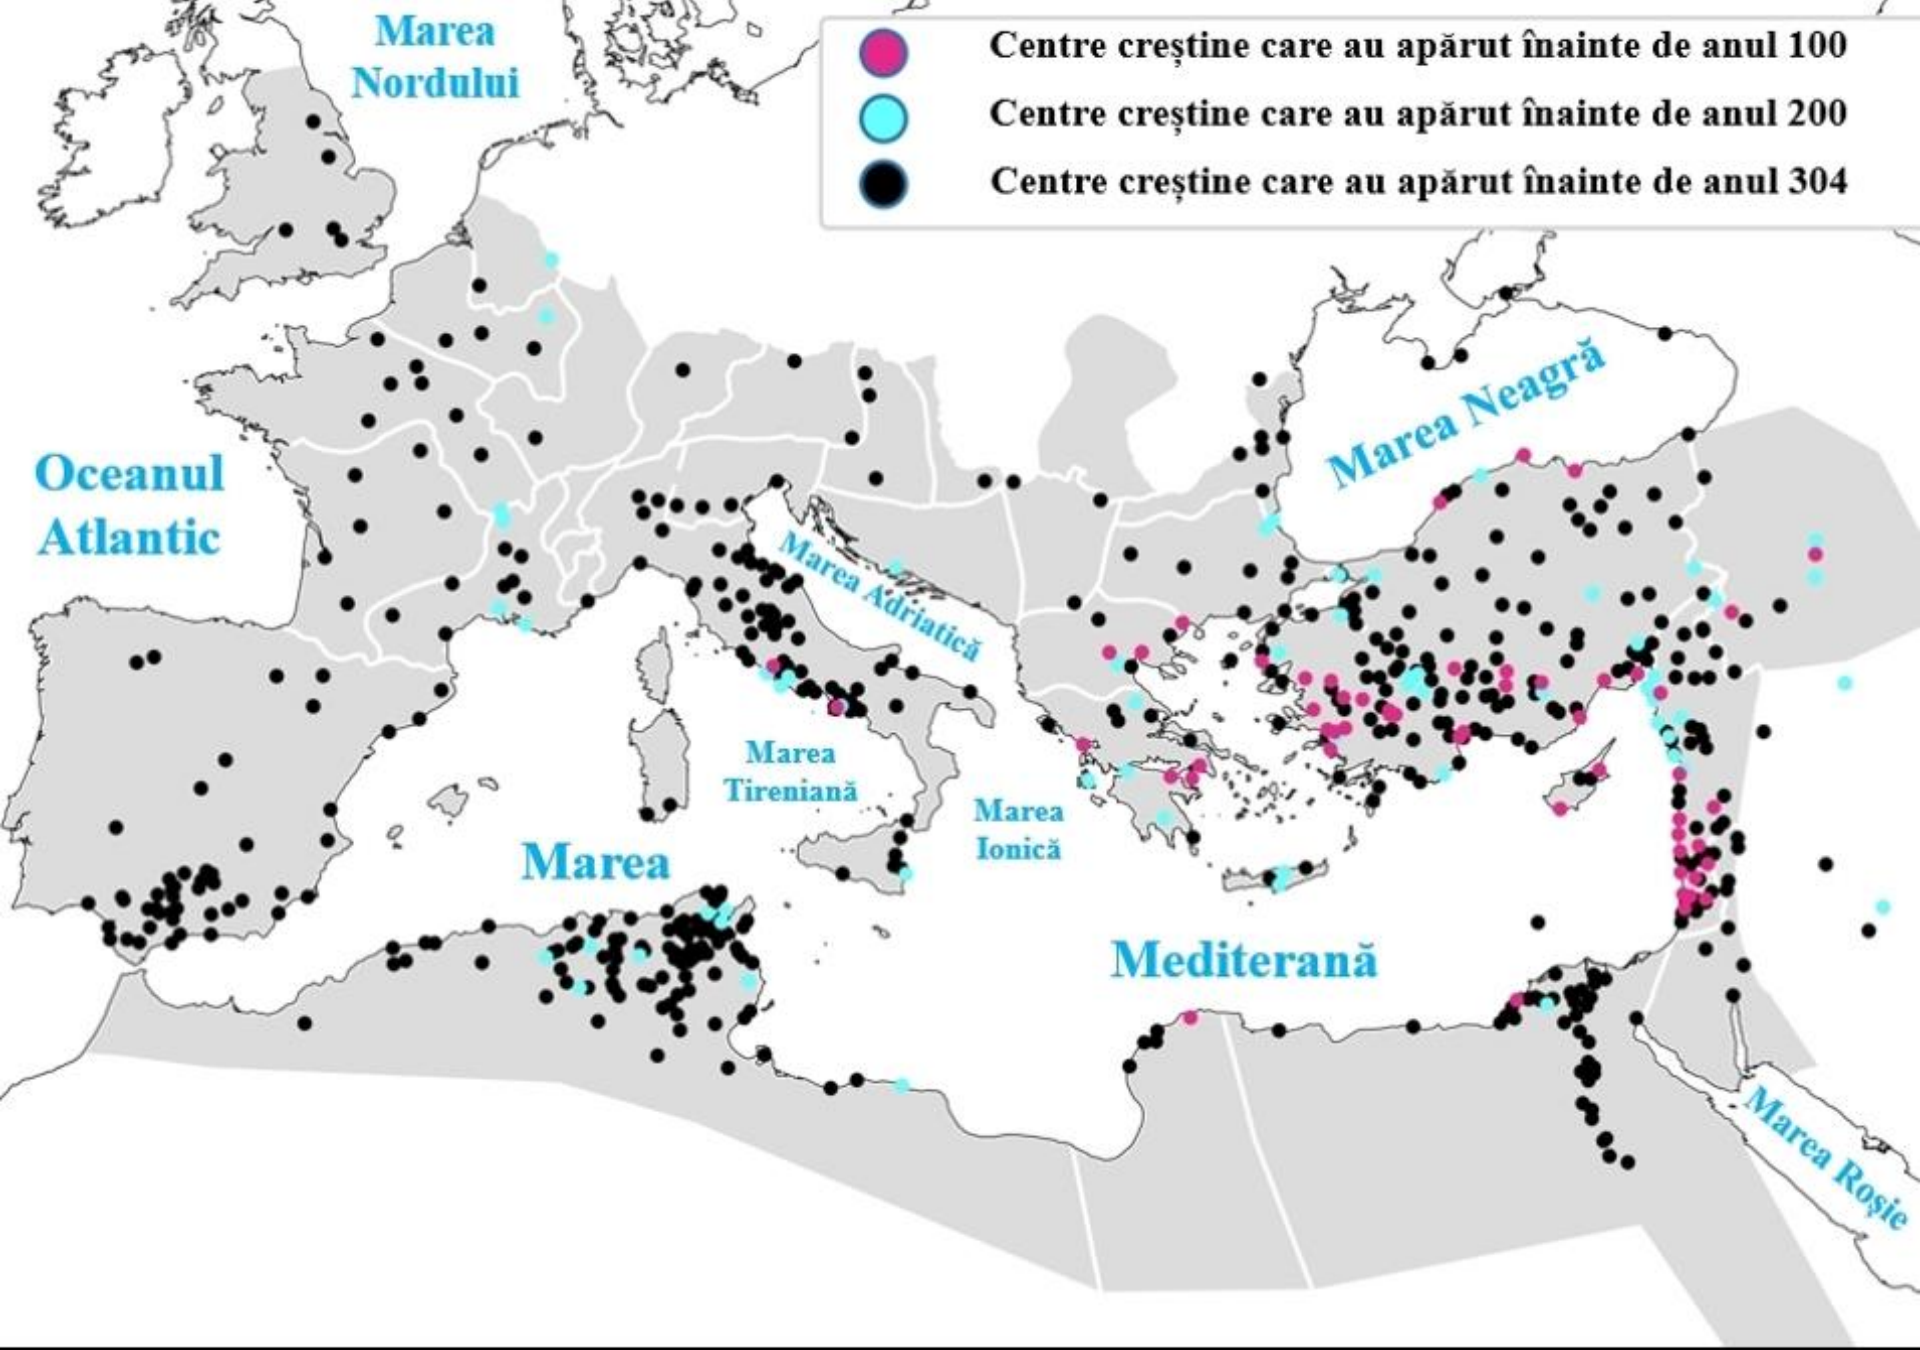 Marea
Nordului
Centre creștine care au apărut înainte de anul 100
Centre creștine care au apărut înainte de anul 200
Centre creștine care au apărut înainte de anul 304
Marea Neagră
Oceanul
Atlantic
Marea Adriatică
Marea
Tireniană
Marea
Ionică
Marea
Mediterană
Marea Roșie